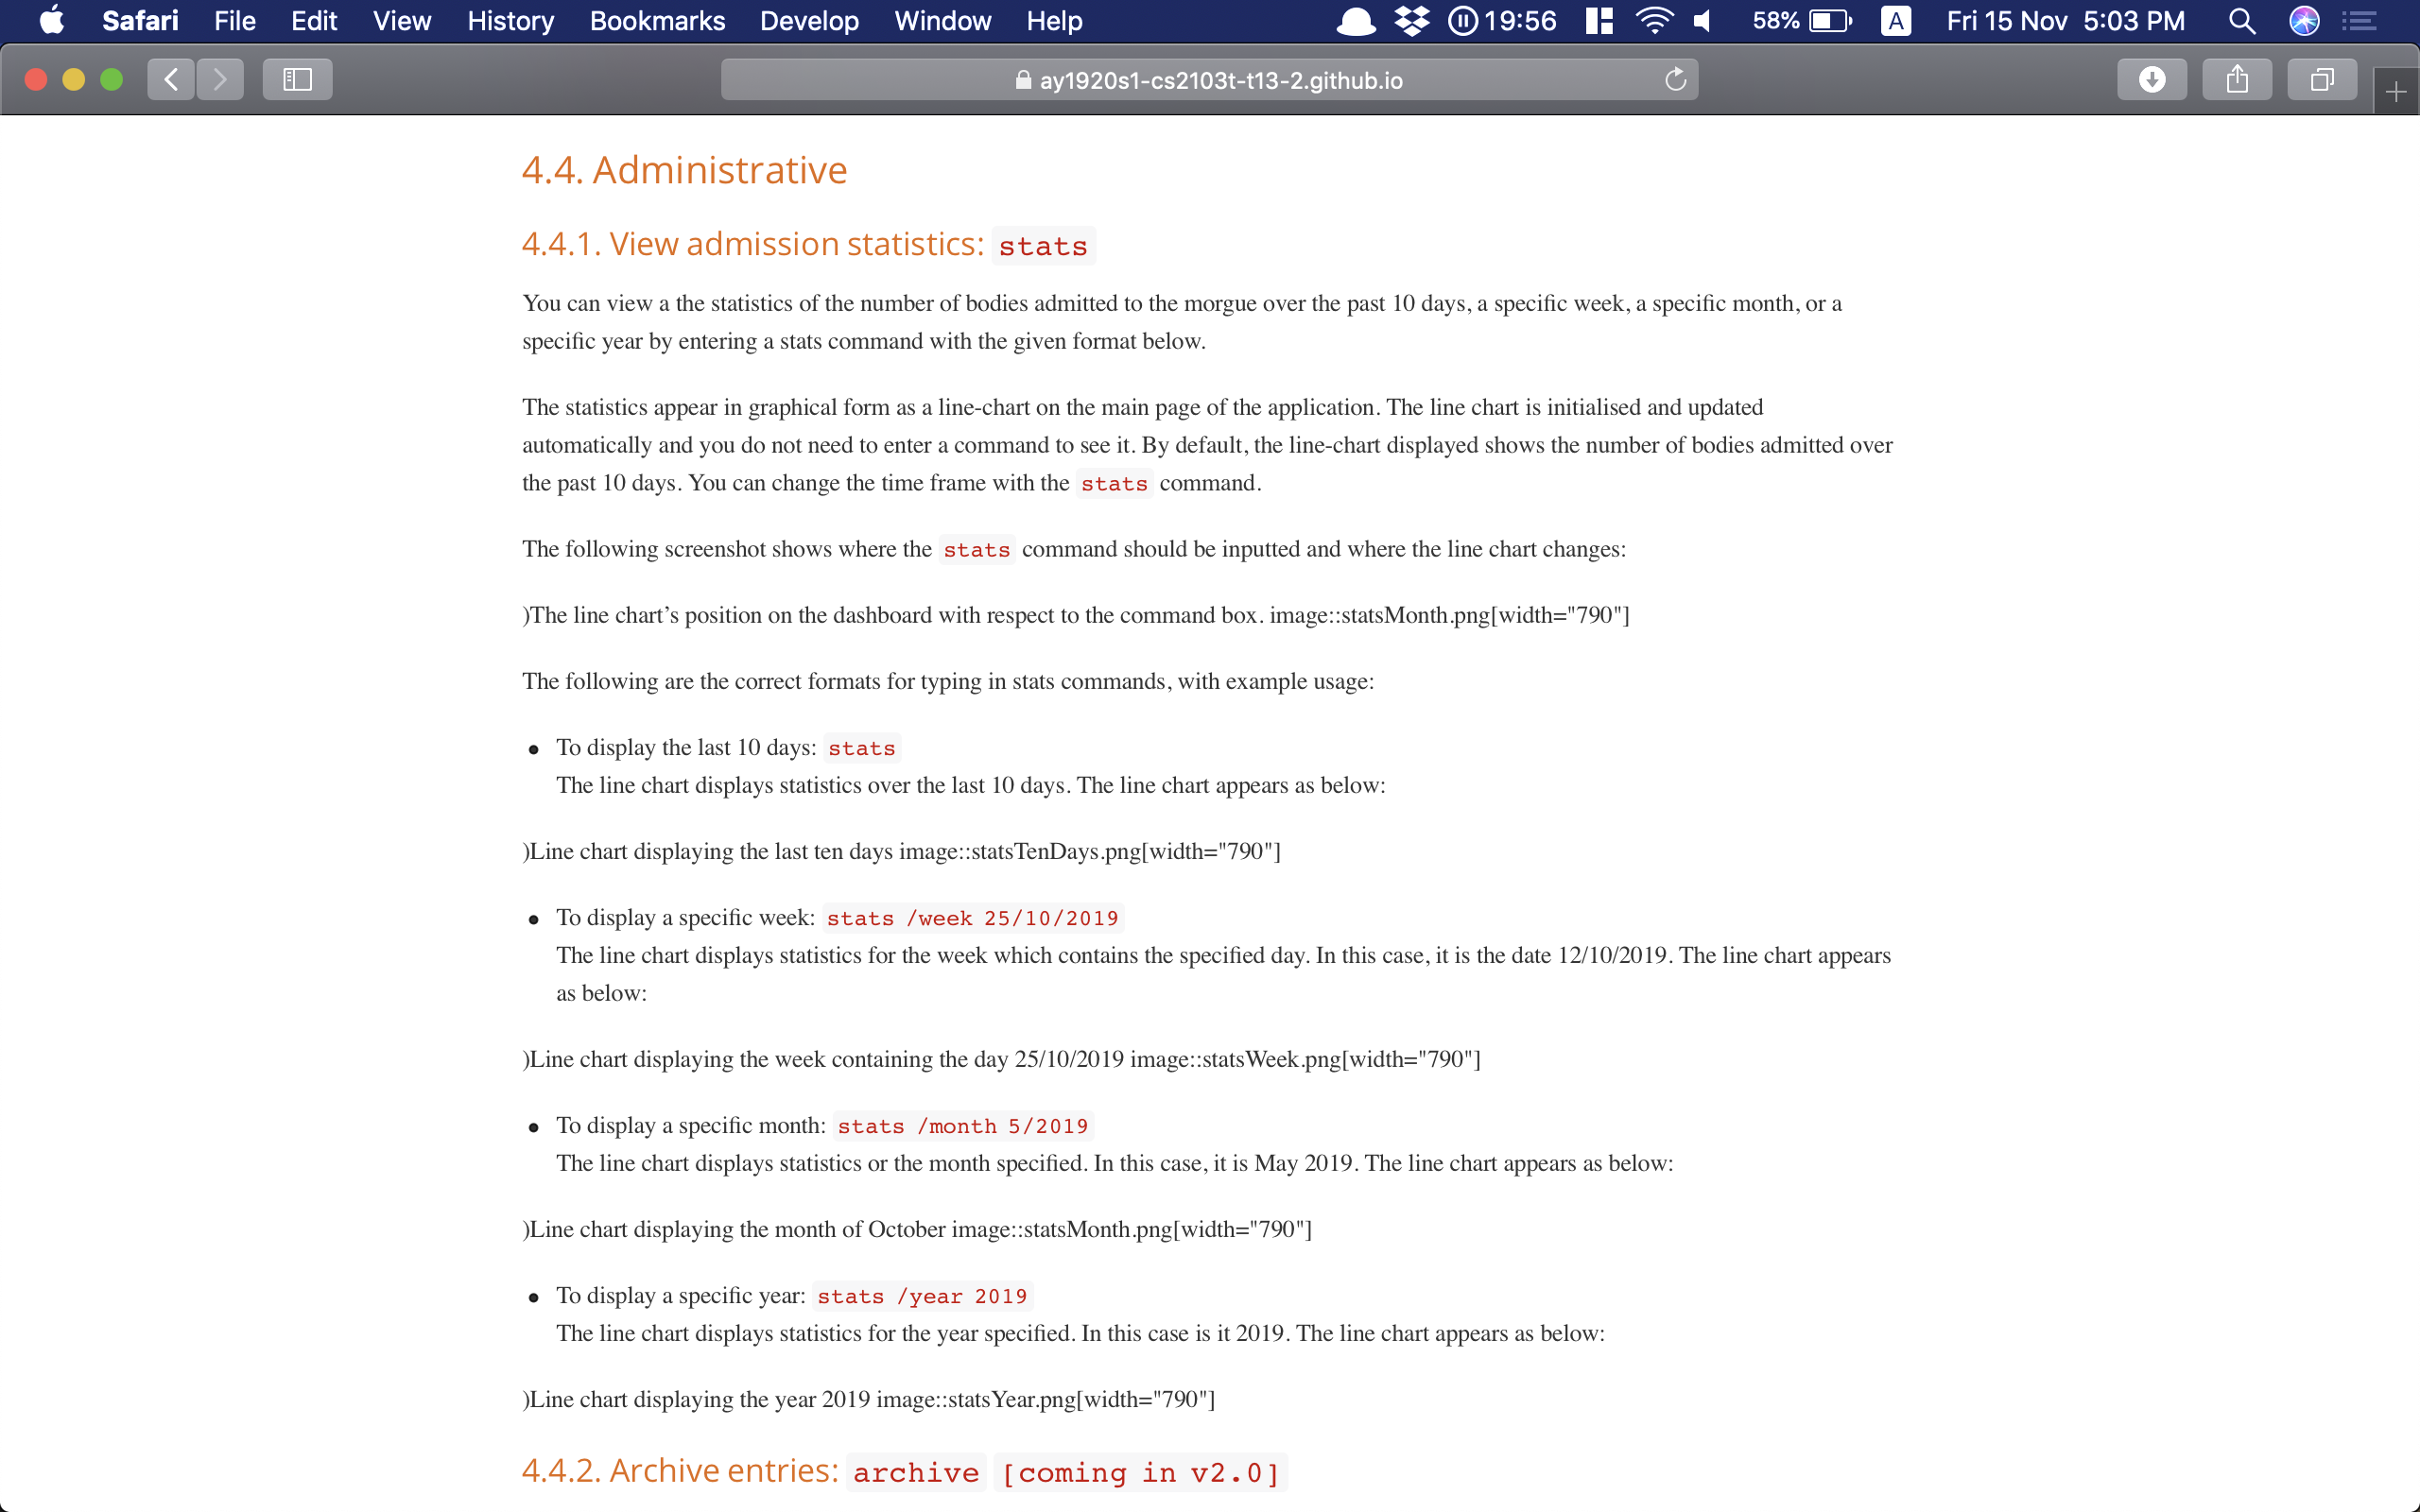 Safari File Edit View History Bookmarks Develop Window Help 19:56 58% A Fri 15 Nov 5:03 PM
ay1920s1-cs2103t-t13-2.github.io
4.4. Administrative
4.4.1. View admission statistics: stats
You can view a the statistics of the number of bodies admitted to the morgue over the past 10 days, a specific week, a specific month, or a
specific year by entering a stats command with the given format below.
The statistics appear in graphical form as a line-chart on the main page of the application. The line chart is initialised and updated
automatically and you do not need to enter a command to see it. By default, the line-chart displayed shows the number of bodies admitted over
the past 10 days. You can change the time frame with the stats command.
The following screenshot shows where the stats command should be inputted and where the line chart changes:
)The line chart’s position on the dashboard with respect to the command box. image::statsMonth.png[width="790"]
The following are the correct formats for typing in stats commands, with example usage:
• To display the last 10 days: stats
The line chart displays statistics over the last 10 days. The line chart appears as below:
)Line chart displaying the last ten days image::statsTenDays.png[width="790"]
• To display a specific week: stats /week 25/10/2019
The line chart displays statistics for the week which contains the specified day. In this case, it is the date 12/10/2019. The line chart appears
as below:
)Line chart displaying the week containing the day 25/10/2019 image::statsWeek.png[width="790"]
• To display a specific month: stats /month 5/2019
The line chart displays statistics or the month specified. In this case, it is May 2019. The line chart appears as below:
)Line chart displaying the month of October image::statsMonth.png[width="790"]
• To display a specific year: stats /year 2019
The line chart displays statistics for the year specified. In this case is it 2019. The line chart appears as below:
)Line chart displaying the year 2019 image::statsYear.png[width="790"]
4.4.2. Archive entries: archive [coming in v2.0]